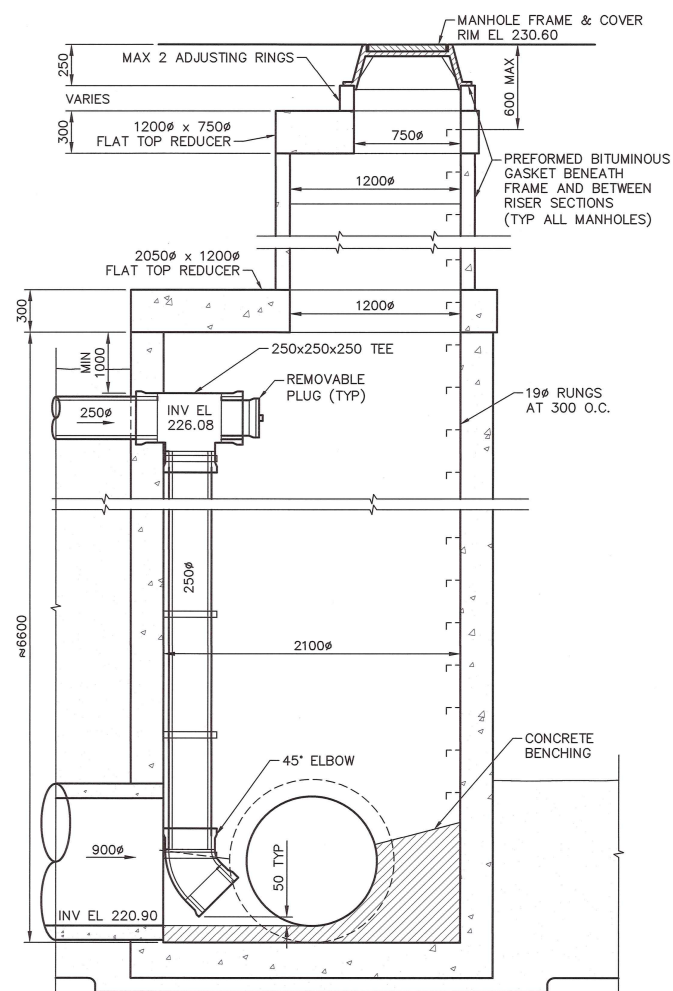 MANHOLE FRAME & COVER
RIM EL 230.60
250
MAX 2 ADJUSTING RINGS
600 MAX
VARIES
300
1200ø x 750ø
FLAT TOP REDUCER
750ø
PREFORMED BITUMINOUS
GASKET BENEATH
FRAME AND BETWEEN
RISER SECTIONS
(TYP ALL MANHOLES)
1200ø
2050ø x 1200ø
FLAT TOP REDUCER
300
1200ø
MIN
1000
250x250x250 TEE
REMOVABLE
PLUG (TYP)
19ø RUNGS
AT 300 O.C.
250ø
INV EL
226.08
250ø
≈6600
2100ø
CONCRETE
BENCHING
45° ELBOW
900ø
50 TYP
INV EL 220.90